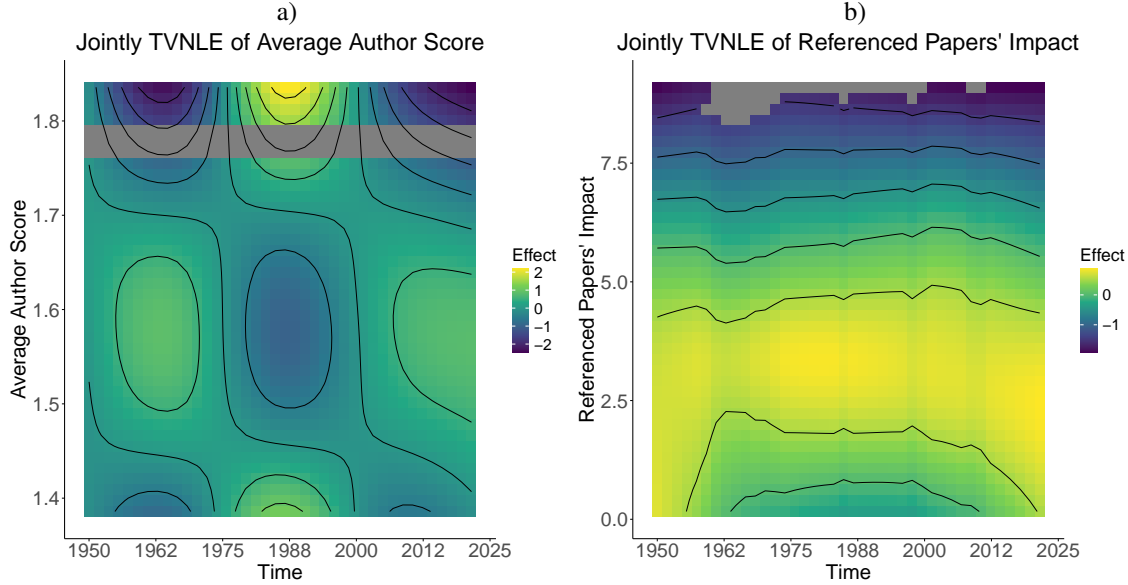 a)
Jointly TVNLE of Average Author Score
Average Author Score
1.8
1.7
1.6
1.5
1.4
1950 1962 1975 1988 2000 2012 2025
Time
Effect
2
1
0
−1
−2
b)
Jointly TVNLE of Referenced Papers' Impact
Referenced Papers' Impact
7.5
5.0
2.5
0.0
1950 1962 1975 1988 2000 2012 2025
Time
Effect
0
−1